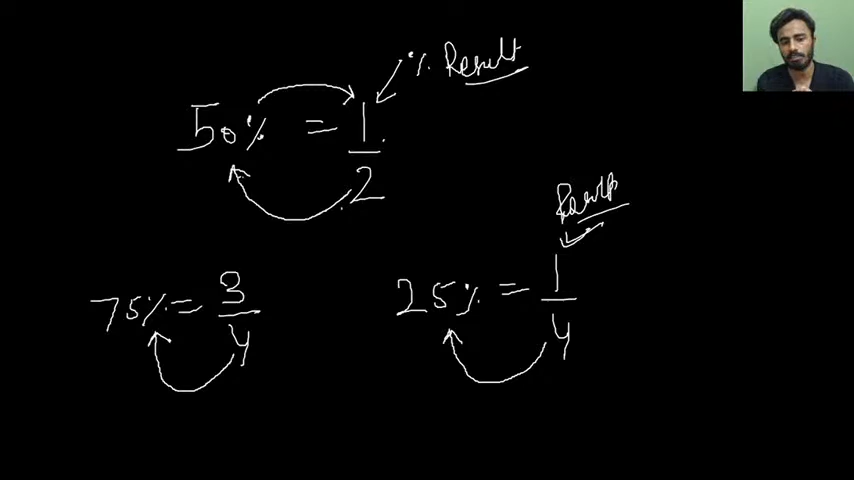 % Result
50% = 1/2
Result
75% = 3/4
25% = 1/4